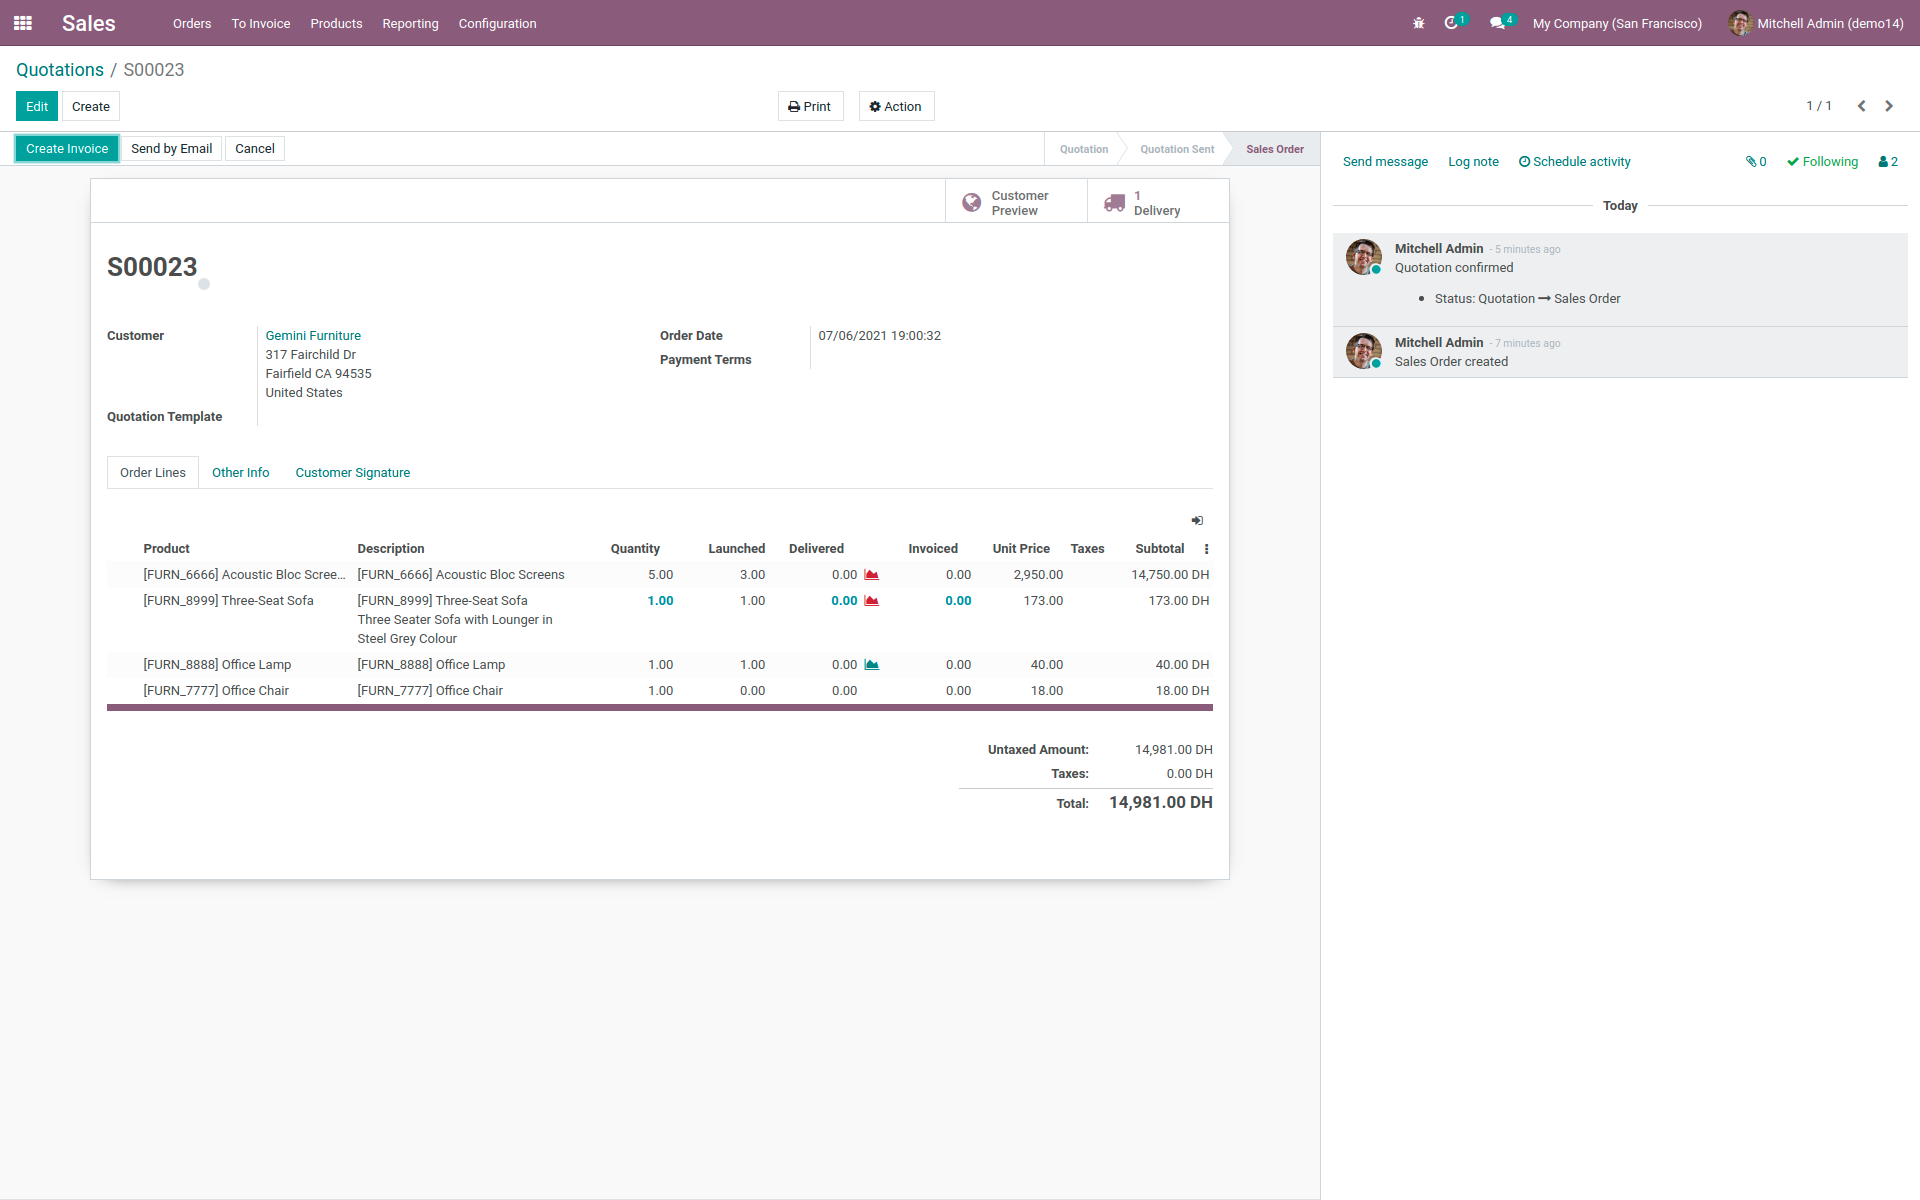 Sales Orders To Invoice Products Reporting Configuration 1 4 My Company (San Francisco) Mitchell Admin (demo14)
Quotations / S00023
Edit Create Print Action 1 / 1
Create Invoice Send by Email Cancel Quotation Quotation Sent Sales Order
Send message Log note Schedule activity 0 Following 2
Customer Preview
1 Delivery
Today
S00023
Mitchell Admin - 5 minutes ago
Quotation confirmed
Status: Quotation → Sales Order
Mitchell Admin - 7 minutes ago
Sales Order created
Customer Gemini Furniture
317 Fairchild Dr
Fairfield CA 94535
United States
Quotation Template
Order Date 07/06/2021 19:00:32
Payment Terms
Order Lines Other Info Customer Signature
Product Description Quantity Launched Delivered Invoiced Unit Price Taxes Subtotal
[FURN_6666] Acoustic Bloc Scree... [FURN_6666] Acoustic Bloc Screens 5.00 3.00 0.00 0.00 2,950.00 14,750.00 DH
[FURN_8999] Three-Seat Sofa [FURN_8999] Three-Seat Sofa 1.00 1.00 0.00 0.00 173.00 173.00 DH
Three Seater Sofa with Lounger in
Steel Grey Colour
[FURN_8888] Office Lamp [FURN_8888] Office Lamp 1.00 1.00 0.00 0.00 40.00 40.00 DH
[FURN_7777] Office Chair [FURN_7777] Office Chair 1.00 0.00 0.00 0.00 18.00 18.00 DH
Untaxed Amount: 14,981.00 DH
Taxes: 0.00 DH
Total: 14,981.00 DH